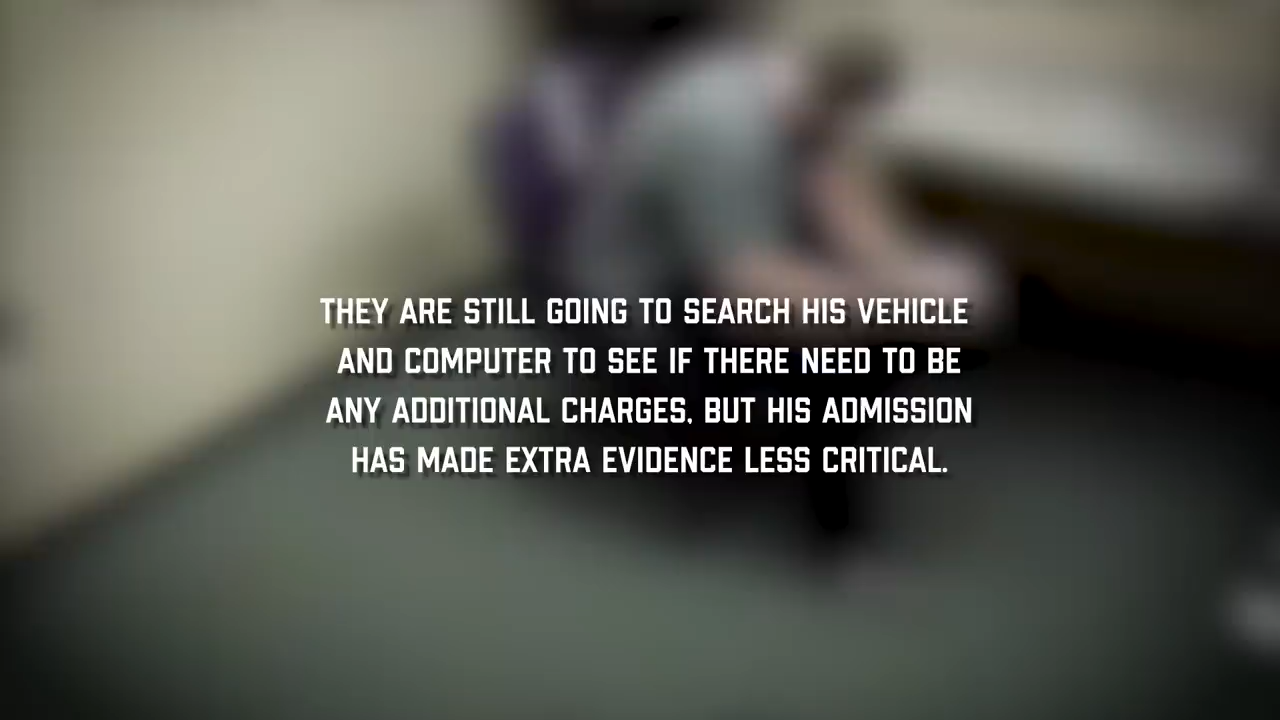 THEY ARE STILL GOING TO SEARCH HIS VEHICLE
AND COMPUTER TO SEE IF THERE NEED TO BE
ANY ADDITIONAL CHARGES, BUT HIS ADMISSION
HAS MADE EXTRA EVIDENCE LESS CRITICAL.